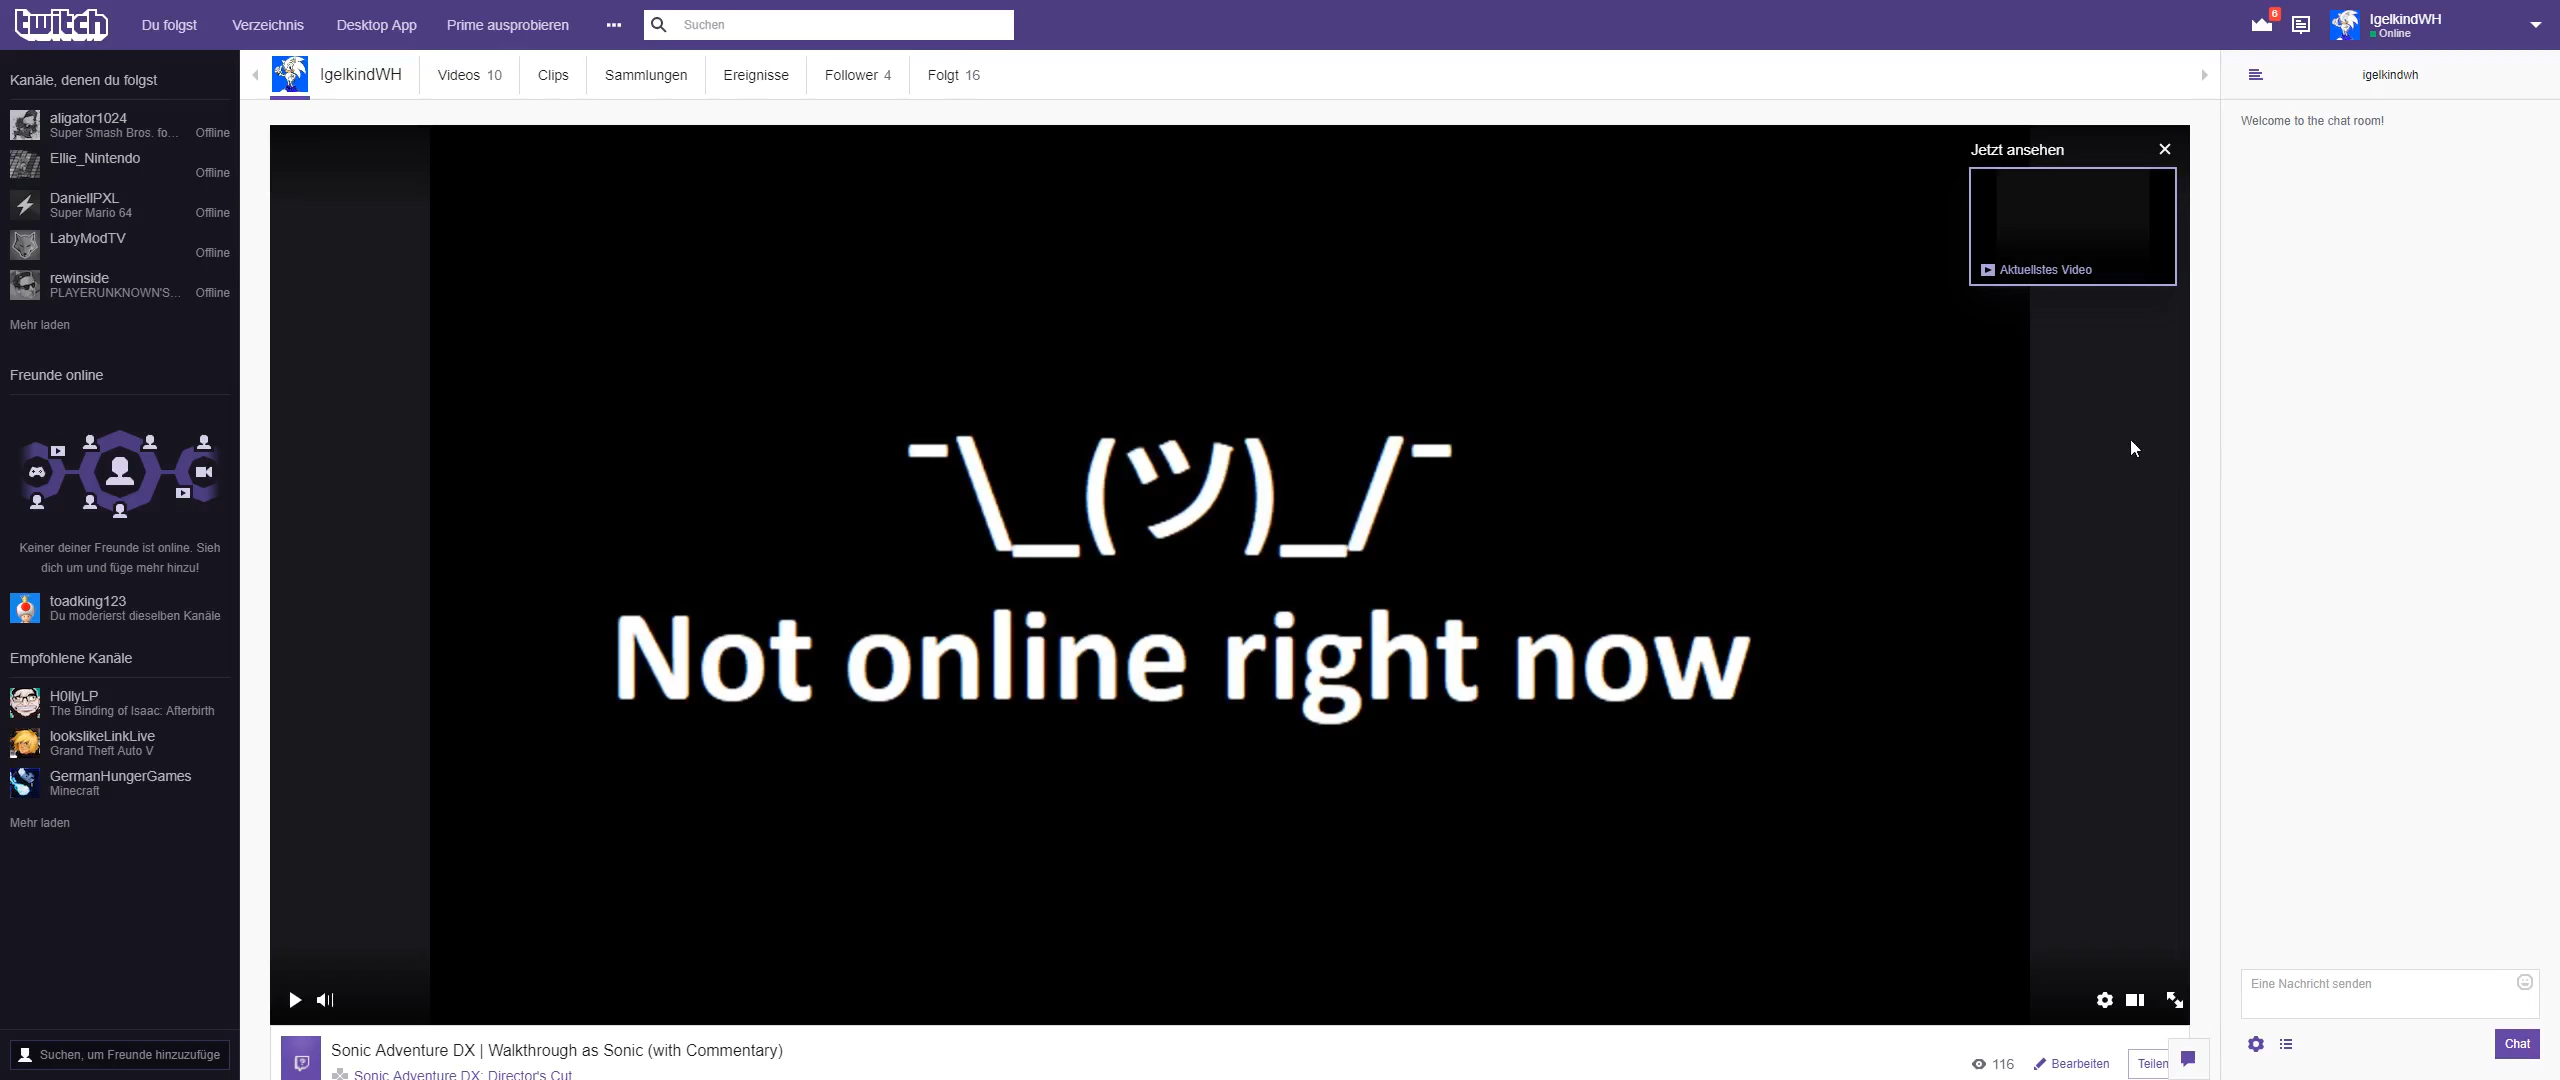 twitch
Du folgst
Verzeichnis
Desktop App
Prime ausprobieren
Suchen
6
IgelkindWH
Online
Kanäle, denen du folgst
aligator1024
Super Smash Bros. fo...
Offline
Ellie_Nintendo
Offline
DaniellPXL
Super Mario 64
Offline
LabyModTV
Offline
rewinside
PLAYERUNKNOWN'S...
Offline
Mehr laden
Freunde online
Keiner deiner Freunde ist online. Sieh
dich um und füge mehr hinzu!
toadking123
Du moderierst dieselben Kanäle
Empfohlene Kanäle
H0llyLP
The Binding of Isaac: Afterbirth
lookslikeLinkLive
Grand Theft Auto V
GermanHungerGames
Minecraft
Mehr laden
Suchen, um Freunde hinzuzufüge
IgelkindWH
Videos 10
Clips
Sammlungen
Ereignisse
Follower 4
Folgt 16
Jetzt ansehen
Aktuellstes Video
¯\_(ツ)_/¯
Not online right now
Sonic Adventure DX | Walkthrough as Sonic (with Commentary)
Sonic Adventure DX: Director's Cut
116
Bearbeiten
Teilen
igelkindwh
Welcome to the chat room!
Eine Nachricht senden
Chat